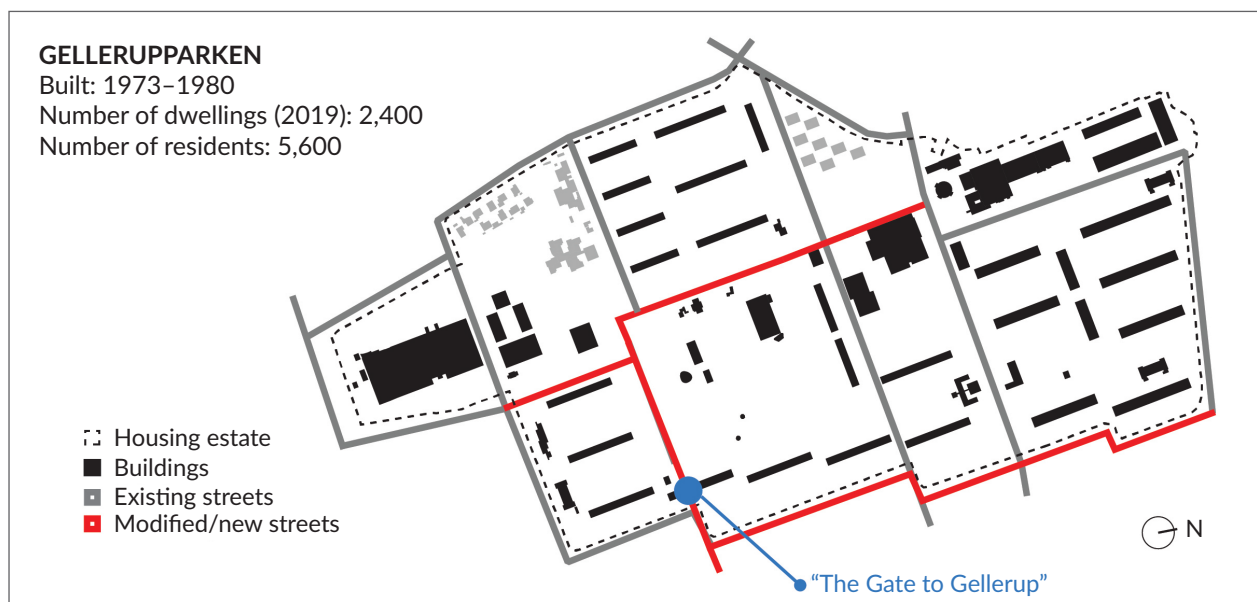 GELLERUPPARKEN
Built: 1973–1980
Number of dwellings (2019): 2,400
Number of residents: 5,600
Housing estate
Buildings
Existing streets
Modified/new streets
N
“The Gate to Gellerup”